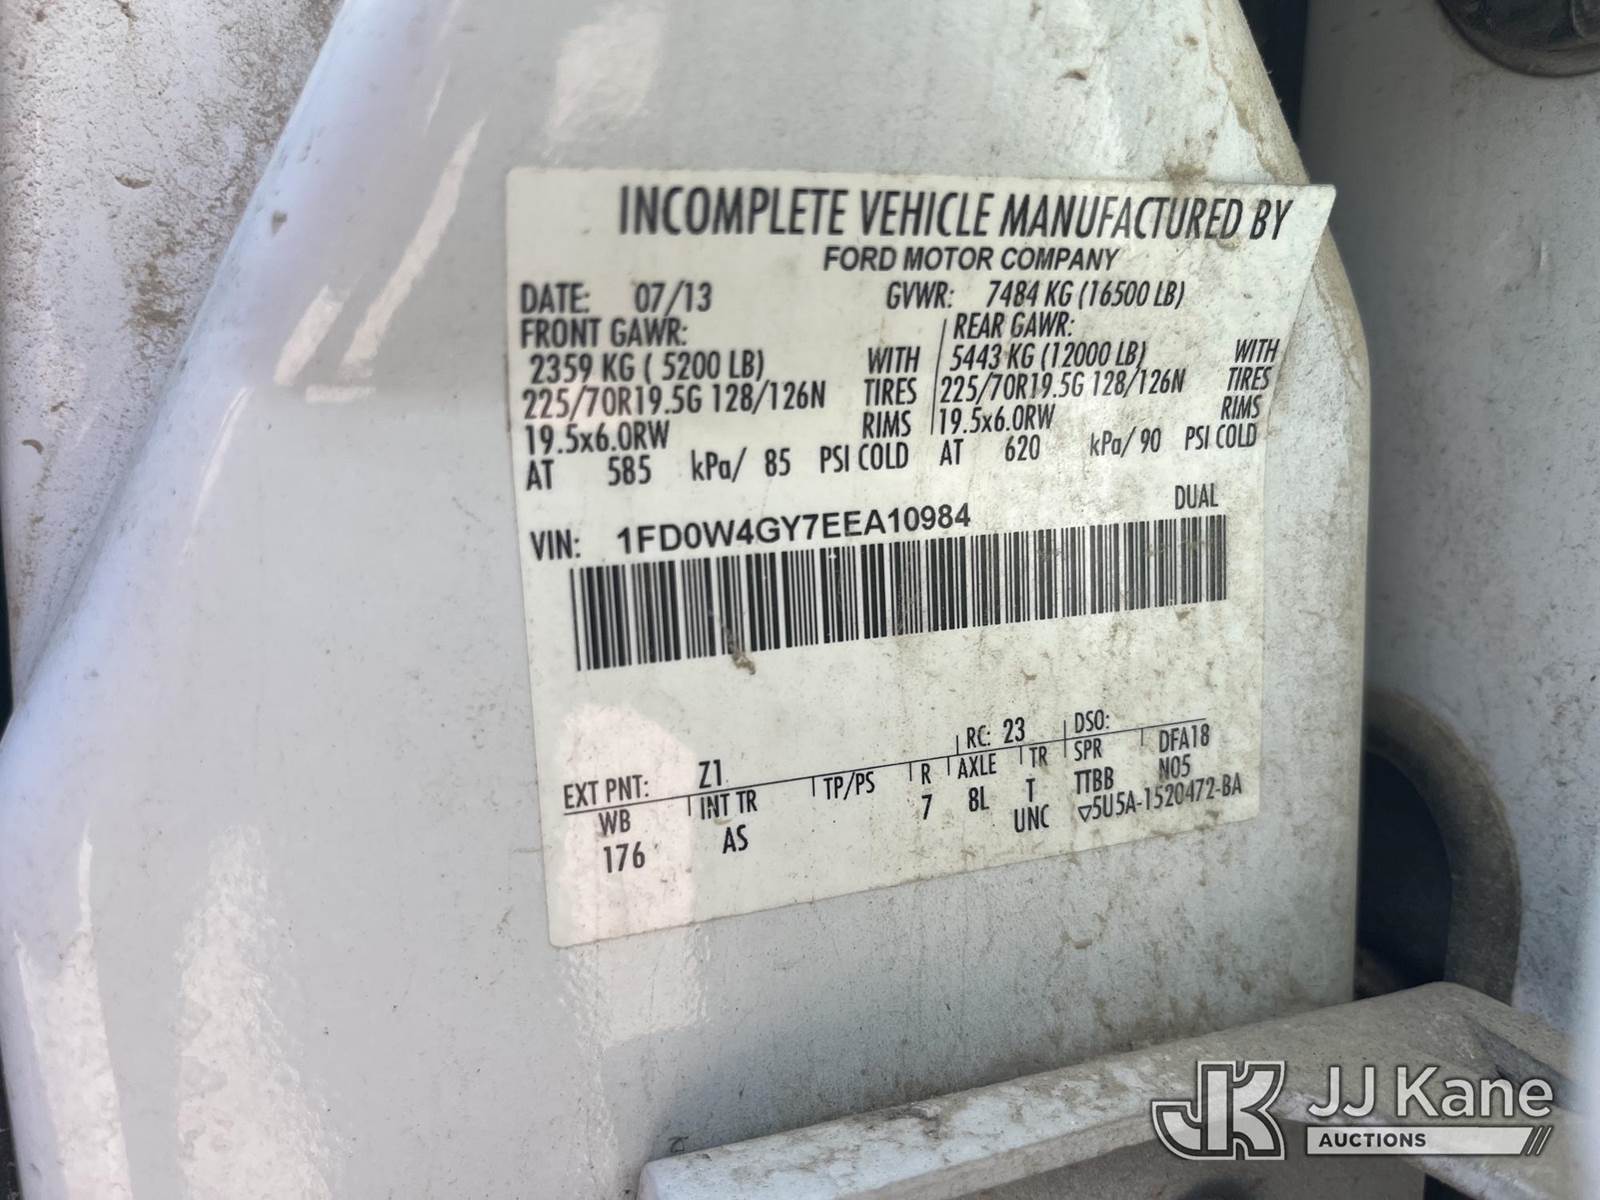 INCOMPLETE VEHICLE MANUFACTURED BY
FORD MOTOR COMPANY
DATE: 07/13 GVWR: 7484 KG (16500 LB)
FRONT GAWR: REAR GAWR:
2359 KG ( 5200 LB) WITH 5443 KG (12000 LB) WITH
225/70R19.5G 128/126N TIRES 225/70R19.5G 128/126N TIRES
19.5x6.0RW RIMS 19.5x6.0RW RIMS
AT 585 kPa/ 85 PSI COLD AT 620 kPa/ 90 PSI COLD
DUAL
VIN: 1FD0W4GY7EEA10984
EXT PNT: Z1 RC: 23 DSO:
WB INT TR TP/PS R AXLE TR SPR DFA18
176 AS 7 8L T TTBB N05
UNC ▽5U5A-1520472-BA
JK JJ Kane
AUCTIONS